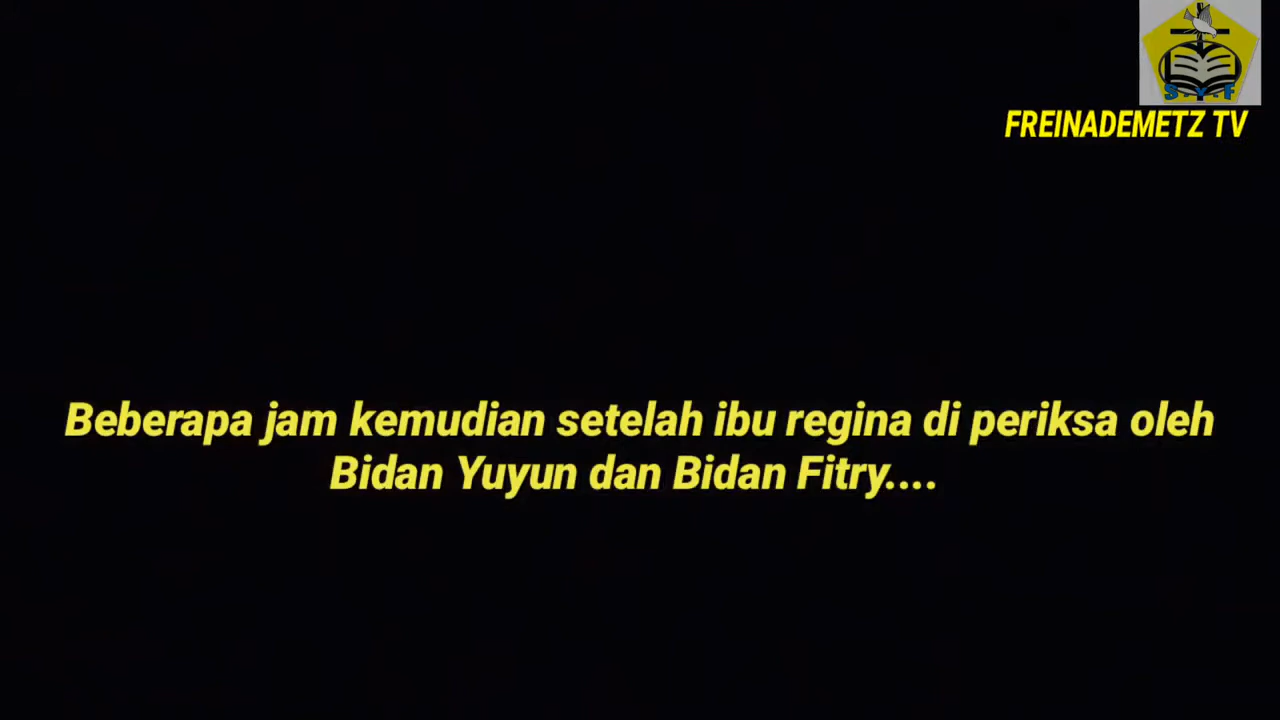 S Y F
FREINADEMETZ TV
Beberapa jam kemudian setelah ibu regina di periksa oleh
Bidan Yuyun dan Bidan Fitry....